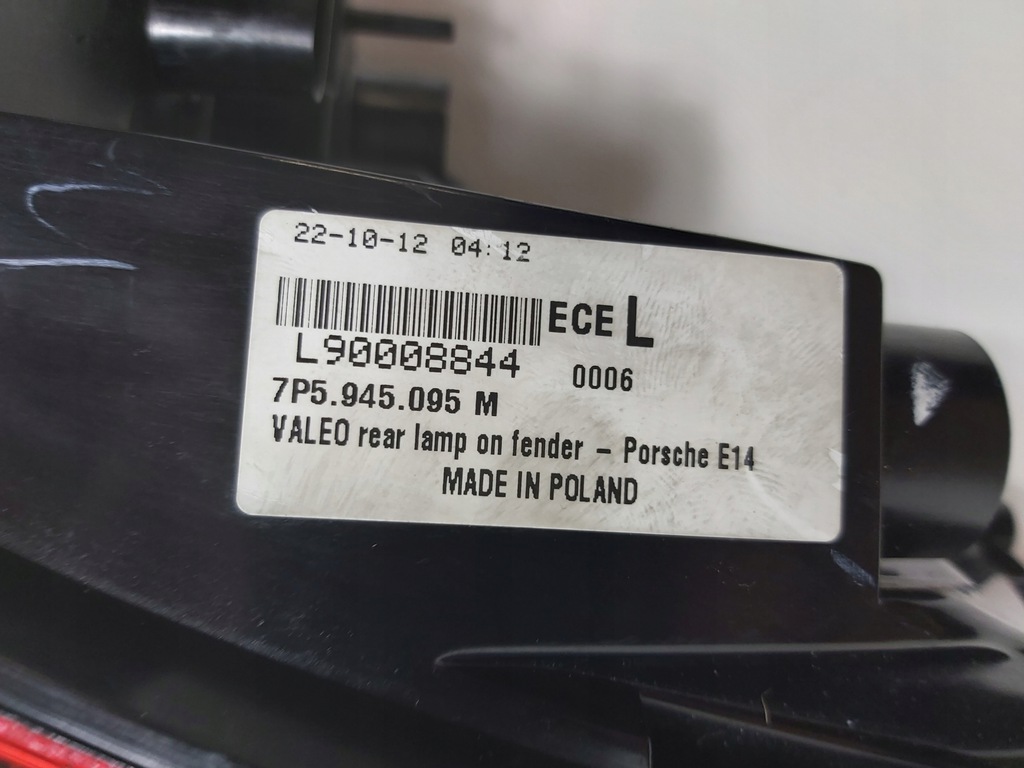 22-10-12 04:12
ECE L
L90008844 0006
7P5.945.095 M
VALEO rear lamp on fender - Porsche E14
MADE IN POLAND